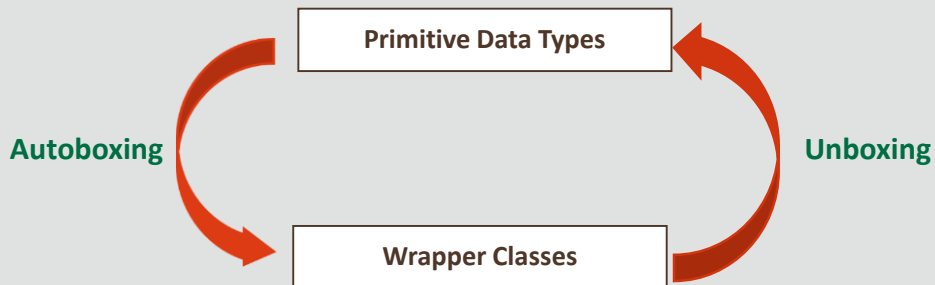 Primitive Data Types
Autoboxing
Unboxing
Wrapper Classes